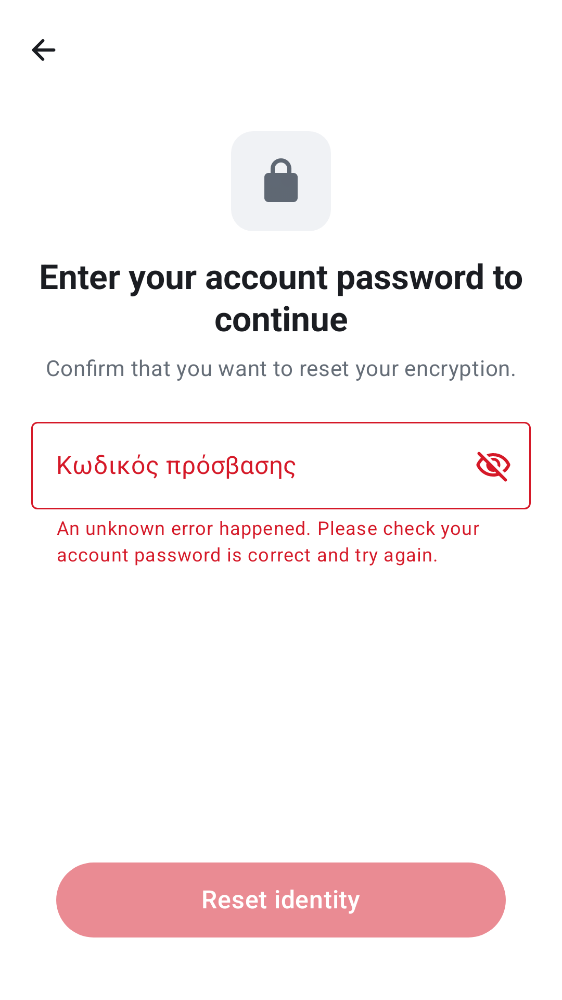 Enter your account password to
continue
Confirm that you want to reset your encryption.
Κωδικός πρόσβασης
An unknown error happened. Please check your
account password is correct and try again.
Reset identity